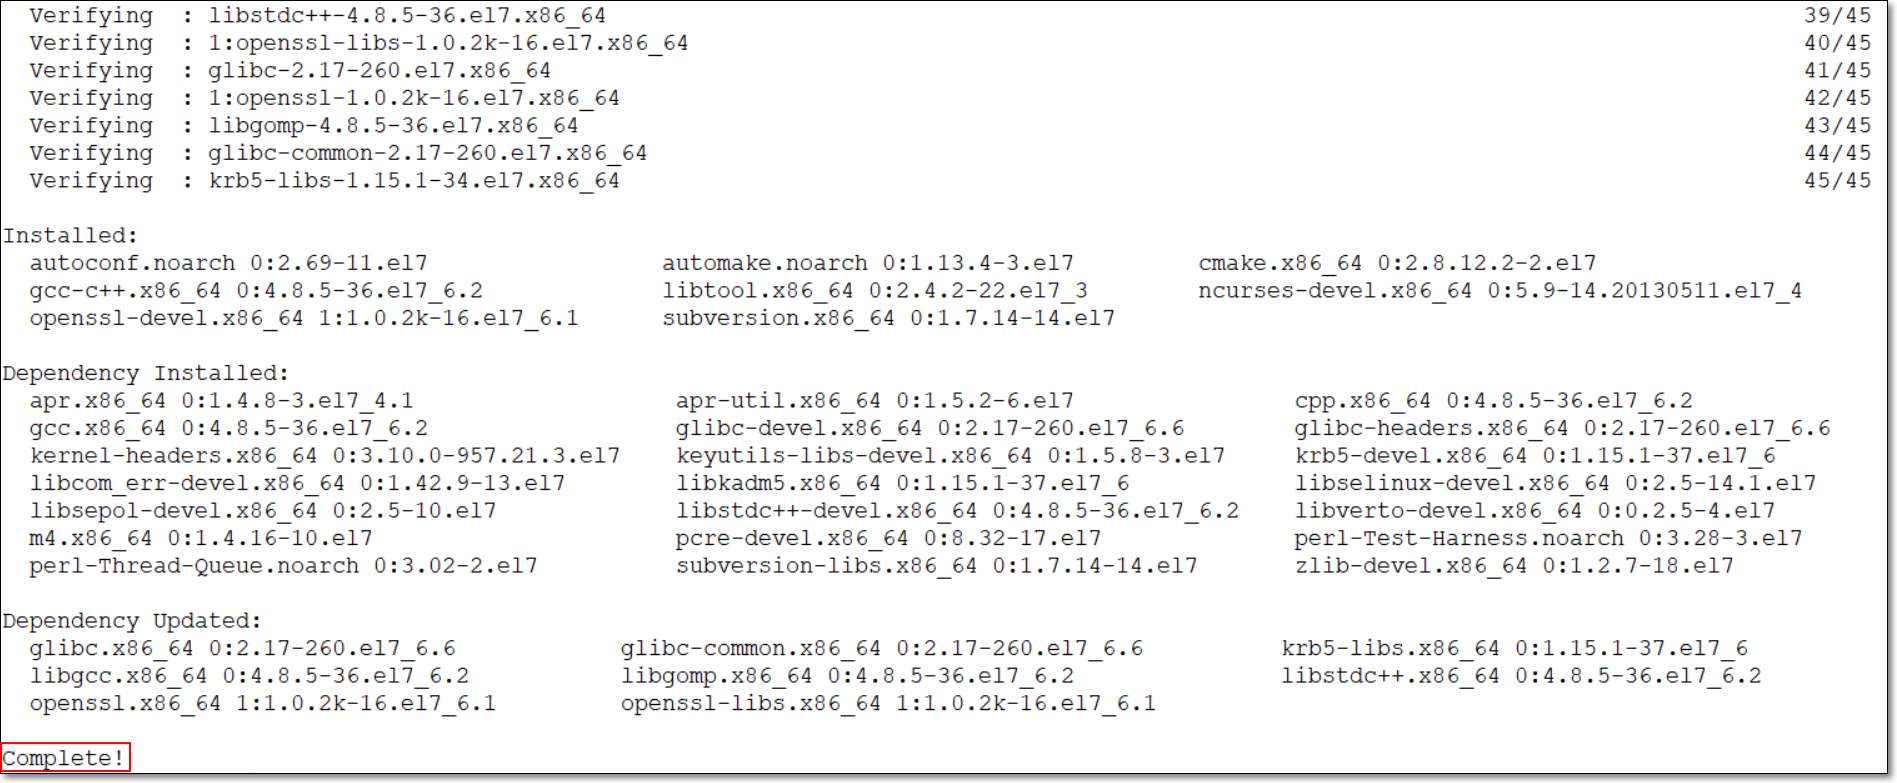 Verifying  : libstdc++-4.8.5-36.el7.x86_64 39/45
Verifying  : 1:openssl-libs-1.0.2k-16.el7.x86_64 40/45
Verifying  : glibc-2.17-260.el7.x86_64 41/45
Verifying  : 1:openssl-1.0.2k-16.el7.x86_64 42/45
Verifying  : libgomp-4.8.5-36.el7.x86_64 43/45
Verifying  : glibc-common-2.17-260.el7.x86_64 44/45
Verifying  : krb5-libs-1.15.1-34.el7.x86_64 45/45
Installed:
autoconf.noarch 0:2.69-11.el7 automake.noarch 0:1.13.4-3.el7 cmake.x86_64 0:2.8.12.2-2.el7
gcc-c++.x86_64 0:4.8.5-36.el7_6.2 libtool.x86_64 0:2.4.2-22.el7_3 ncurses-devel.x86_64 0:5.9-14.20130511.el7_4
openssl-devel.x86_64 1:1.0.2k-16.el7_6.1 subversion.x86_64 0:1.7.14-14.el7
Dependency Installed:
apr.x86_64 0:1.4.8-3.el7_4.1 apr-util.x86_64 0:1.5.2-6.el7 cpp.x86_64 0:4.8.5-36.el7_6.2
gcc.x86_64 0:4.8.5-36.el7_6.2 glibc-devel.x86_64 0:2.17-260.el7_6.6 glibc-headers.x86_64 0:2.17-260.el7_6.6
kernel-headers.x86_64 0:3.10.0-957.21.3.el7 keyutils-libs-devel.x86_64 0:1.5.8-3.el7 krb5-devel.x86_64 0:1.15.1-37.el7_6
libcom_err-devel.x86_64 0:1.42.9-13.el7 libkadm5.x86_64 0:1.15.1-37.el7_6 libselinux-devel.x86_64 0:2.5-14.1.el7
libsepol-devel.x86_64 0:2.5-10.el7 libstdc++-devel.x86_64 0:4.8.5-36.el7_6.2 libverto-devel.x86_64 0:0.2.5-4.el7
m4.x86_64 0:1.4.16-10.el7 pcre-devel.x86_64 0:8.32-17.el7 perl-Test-Harness.noarch 0:3.28-3.el7
perl-Thread-Queue.noarch 0:3.02-2.el7 subversion-libs.x86_64 0:1.7.14-14.el7 zlib-devel.x86_64 0:1.2.7-18.el7
Dependency Updated:
glibc.x86_64 0:2.17-260.el7_6.6 glibc-common.x86_64 0:2.17-260.el7_6.6 krb5-libs.x86_64 0:1.15.1-37.el7_6
libgcc.x86_64 0:4.8.5-36.el7_6.2 libgomp.x86_64 0:4.8.5-36.el7_6.2 libstdc++.x86_64 0:4.8.5-36.el7_6.2
openssl.x86_64 1:1.0.2k-16.el7_6.1 openssl-libs.x86_64 1:1.0.2k-16.el7_6.1
Complete!